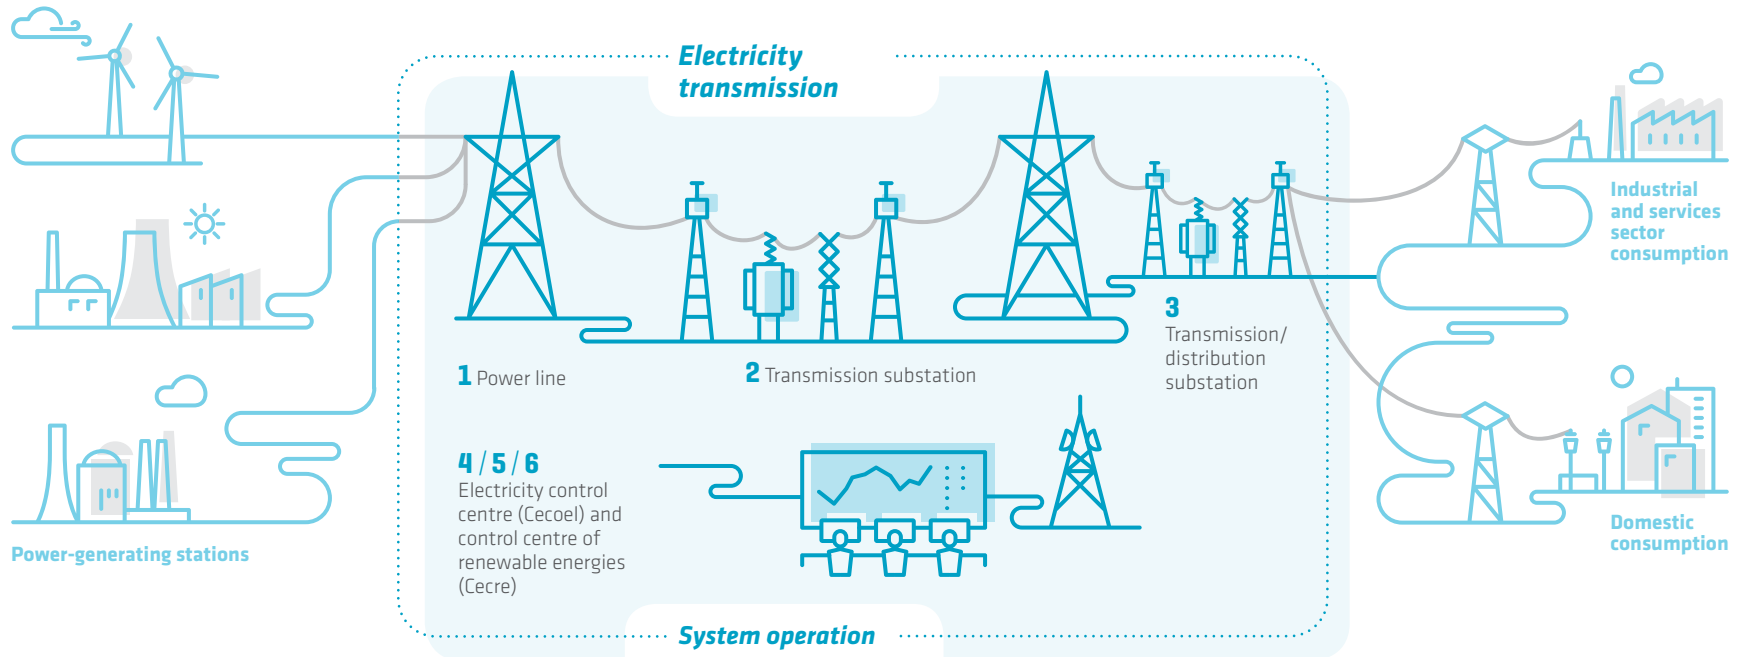 Electricity
transmission
Power-generating stations
1 Power line
2 Transmission substation
3
Transmission/
distribution
substation
4 / 5 / 6
Electricity control
centre (Cecoel) and
control centre of
renewable energies
(Cecre)
System operation
Industrial
and services
sector
consumption
Domestic
consumption